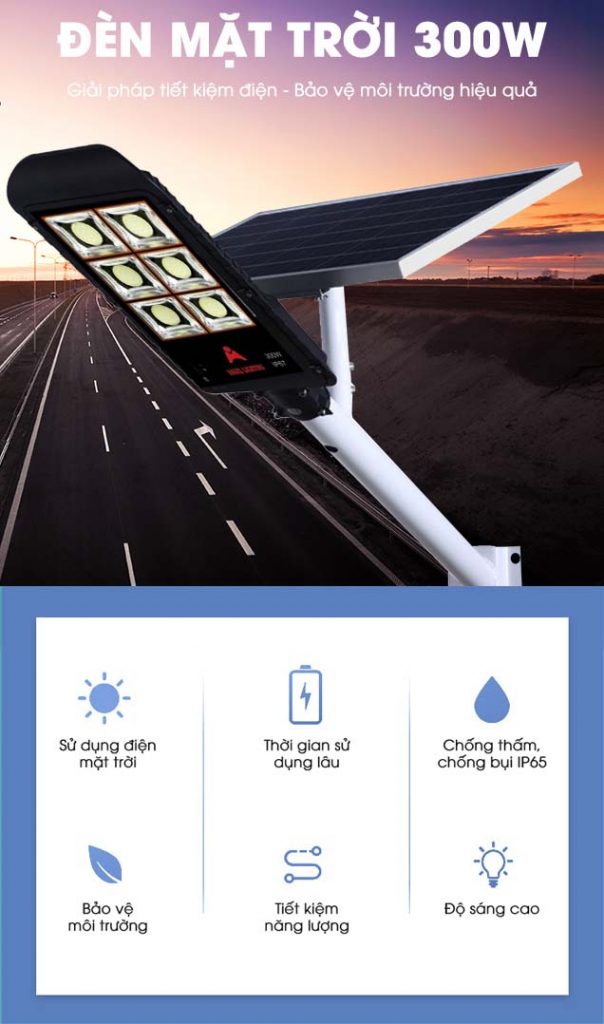 ĐÈN MẶT TRỜI 300W
Giải pháp tiết kiệm điện - Bảo vệ môi trường hiệu quả
300W
IP67
Sử dụng điện
mặt trời
Thời gian sử
dụng lâu
Chống thấm,
chống bụi IP65
Bảo vệ
môi trường
Tiết kiệm
năng lượng
Độ sáng cao